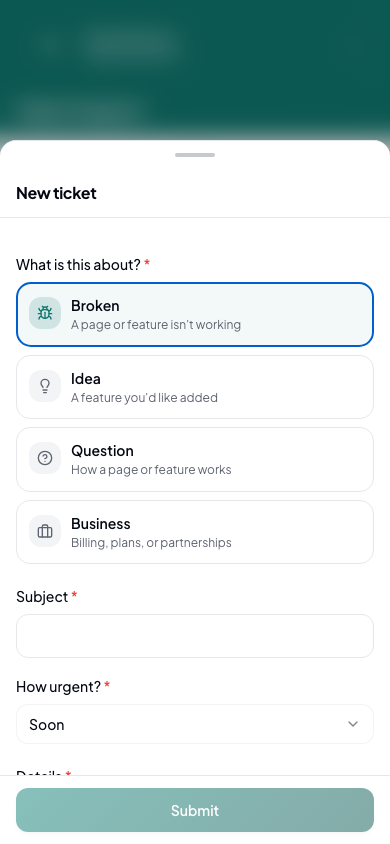 New ticket
What is this about? *
Broken
A page or feature isn't working
Idea
A feature you'd like added
Question
How a page or feature works
Business
Billing, plans, or partnerships
Subject *
How urgent? *
Soon
Details *
Submit